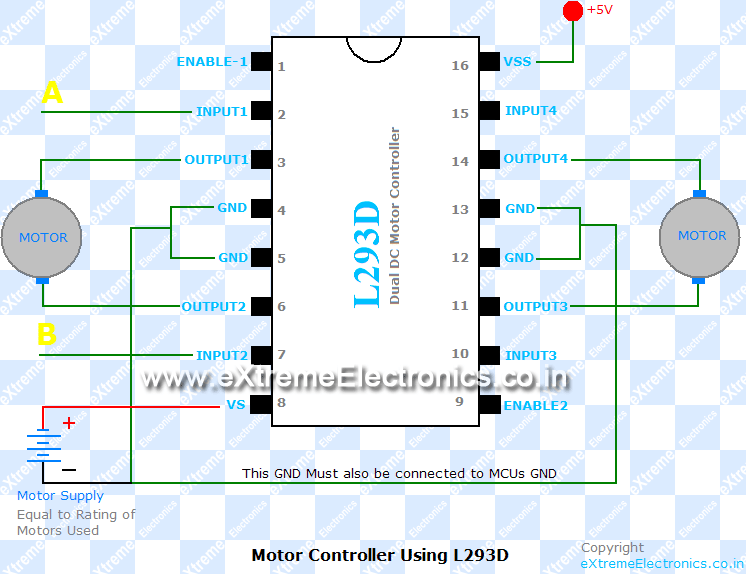 +5V
ENABLE-1 1 16 VSS
A
INPUT1 2 15 INPUT4
OUTPUT1 3 14 OUTPUT4
GND 4 13 GND
MOTOR
L293D
Dual DC Motor Controller
MOTOR
GND 5 12 GND
OUTPUT2 6 11 OUTPUT3
B
INPUT2 7 10 INPUT3
www.eXtremeElectronics.co.in
VS 8 9 ENABLE2
+
–
This GND Must also be connected to MCUs GND
Motor Supply
Equal to Rating of
Motors Used
Motor Controller Using L293D
Copyright
eXtremeElectronics.co.in
eXtreme
Electronics